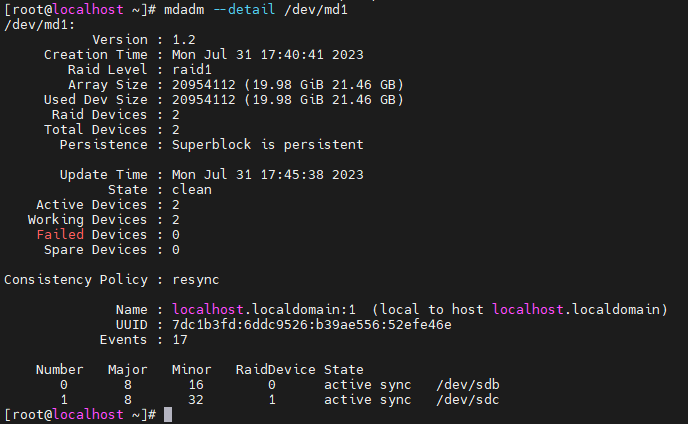 [root@localhost ~]# mdadm --detail /dev/md1
/dev/md1:
Version : 1.2
Creation Time : Mon Jul 31 17:40:41 2023
Raid Level : raid1
Array Size : 20954112 (19.98 GiB 21.46 GB)
Used Dev Size : 20954112 (19.98 GiB 21.46 GB)
Raid Devices : 2
Total Devices : 2
Persistence : Superblock is persistent
Update Time : Mon Jul 31 17:45:38 2023
State : clean
Active Devices : 2
Working Devices : 2
Failed Devices : 0
Spare Devices : 0
Consistency Policy : resync
Name : localhost.localdomain:1  (local to host localhost.localdomain)
UUID : 7dc1b3fd:6ddc9526:b39ae556:52efe46e
Events : 17
Number   Major   Minor   RaidDevice State
0       8       16        0      active sync   /dev/sdb
1       8       32        1      active sync   /dev/sdc
[root@localhost ~]#